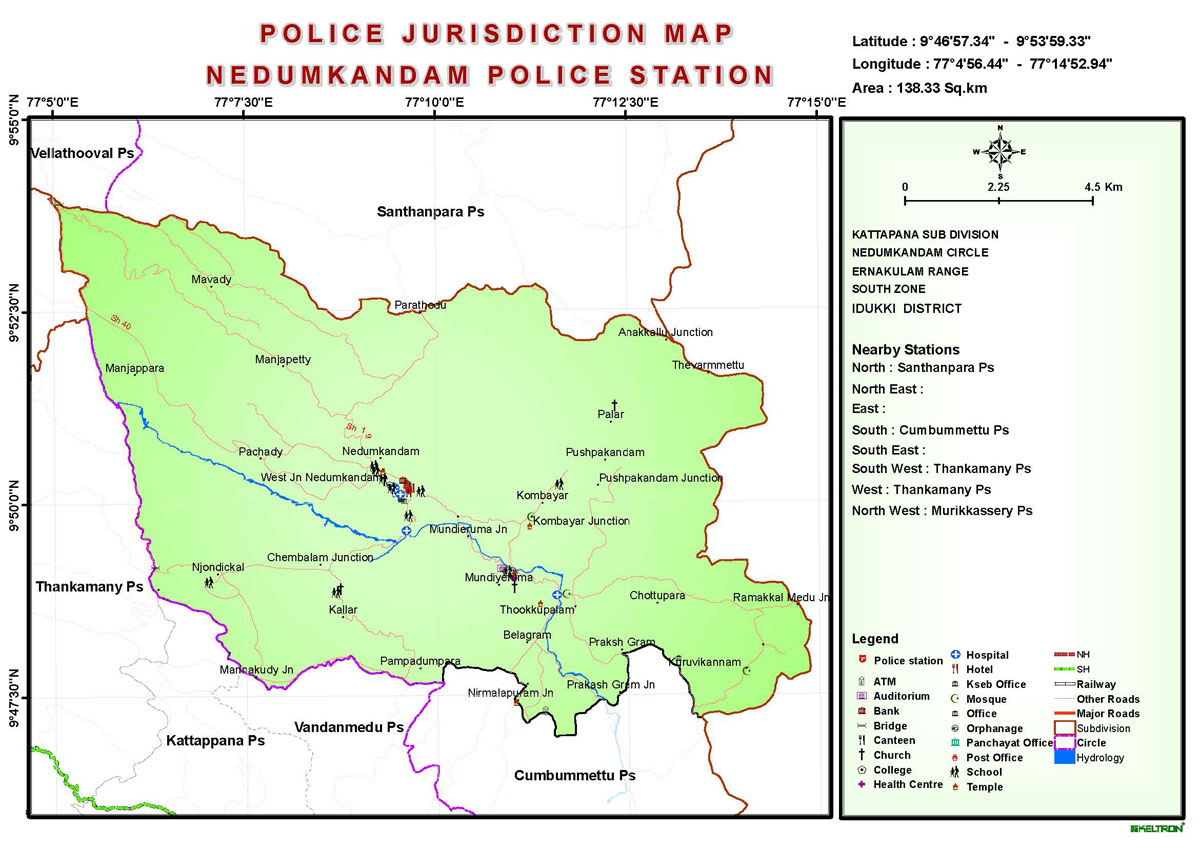 POLICE JURISDICTION MAP
NEDUMKANDAM POLICE STATION
Latitude : 9°46'57.34" - 9°53'59.33"
Longitude : 77°4'56.44" - 77°14'52.94"
Area : 138.33 Sq.km
77°5'0"E
77°7'30"E
77°10'0"E
77°12'30"E
77°15'0"E
9°55'0"N
9°52'30"N
9°50'0"N
9°47'30"N
Vellathooval Ps
Santhanpara Ps
Mavady
Parathodu
Sh 40
Anakkallu Junction
Manjapetty
Manjappara
Thevarmmettu
Palar
Sh 1 9
Pachady
Nedumkandam
Pushpakandam
West Jn Nedumkandam
Pushpakandam Junction
Kombayar
Kombayar Junction
Mundieruma Jn
Chembalam Junction
Njondickal
Mundiyeruma
Thankamany Ps
Kallar
Thookkupalam
Chottupara
Ramakkal Medu Jn
Belagram
Praksh Gram
Mannakudy Jn
Pampadumpara
Kuruvikannam
Nirmalapuram Jn
Prakash Gram Jn
Vandanmedu Ps
Kattappana Ps
Cumbummettu Ps
N
W
E
S
0
2.25
4.5 Km
KATTAPANA SUB DIVISION
NEDUMKANDAM CIRCLE
ERNAKULAM RANGE
SOUTH ZONE
IDUKKI DISTRICT
Nearby Stations
North : Santhanpara Ps
North East :
East :
South : Cumbummettu Ps
South East :
South West : Thankamany Ps
West : Thankamany Ps
North West : Murikkassery Ps
Legend
Police station
ATM
Auditorium
Bank
Bridge
Canteen
Church
College
Health Centre
Hospital
Hotel
Kseb Office
Mosque
Office
Orphanage
Panchayat Office
Post Office
School
Temple
NH
SH
Railway
Other Roads
Major Roads
Subdivision
Circle
Hydrology
KELTRON